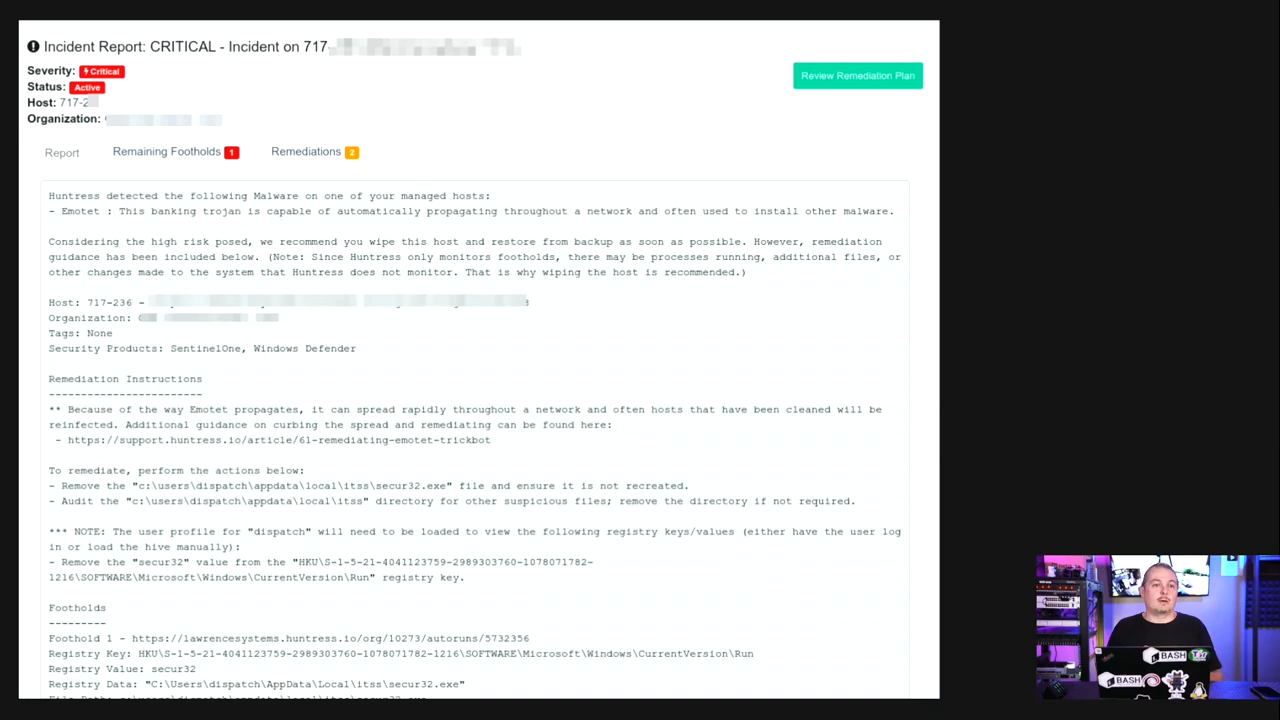 Incident Report: CRITICAL - Incident on 717-
Severity: Critical
Review Remediation Plan
Status: Active
Host: 717-2
Organization:
Report Remaining Footholds 1 Remediations 2
Huntress detected the following Malware on one of your managed hosts:
- Emotet : This banking trojan is capable of automatically propagating throughout a network and often used to install other malware.
Considering the high risk posed, we recommend you wipe this host and restore from backup as soon as possible. However, remediation
guidance has been included below. (Note: Since Huntress only monitors footholds, there may be processes running, additional files, or
other changes made to the system that Huntress does not monitor. That is why wiping the host is recommended.)
Host: 717-236 -
Organization:
Tags: None
Security Products: SentinelOne, Windows Defender
Remediation Instructions
------------------------
** Because of the way Emotet propagates, it can spread rapidly throughout a network and often hosts that have been cleaned will be
reinfected. Additional guidance on curbing the spread and remediating can be found here:
- https://support.huntress.io/article/61-remediating-emotet-trickbot
To remediate, perform the actions below:
- Remove the "c:\users\dispatch\appdata\local\itss\secur32.exe" file and ensure it is not recreated.
- Audit the "c:\users\dispatch\appdata\local\itss" directory for other suspicious files; remove the directory if not required.
*** NOTE: The user profile for "dispatch" will need to be loaded to view the following registry keys/values (either have the user log
in or load the hive manually):
- Remove the "secur32" value from the "HKU\S-1-5-21-4041123759-2989303760-1078071782-
1216\SOFTWARE\Microsoft\Windows\CurrentVersion\Run" registry key.
Footholds
---------
Foothold 1 - https://lawrencesystems.huntress.io/org/10273/autoruns/5732356
Registry Key: HKU\S-1-5-21-4041123759-2989303760-1078071782-1216\SOFTWARE\Microsoft\Windows\CurrentVersion\Run
Registry Value: secur32
Registry Data: "C:\Users\dispatch\AppData\Local\itss\secur32.exe"
BASH
BASH